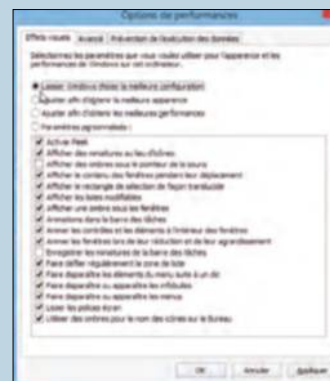 Options de performances
Effets visuels Avancé Prévention de l'exécution des données
Sélectionnez les paramètres que vous voulez utiliser pour l'apparence et les
performances de Windows sur cet ordinateur.
Laisser Windows choisir la meilleure configuration
Ajuster afin d'obtenir la meilleure apparence
Ajuster afin d'obtenir les meilleures performances
Paramètres personnalisés :
Activer Peek
Afficher des miniatures au lieu d'icônes
Afficher des ombres sous le pointeur de la souris
Afficher le contenu des fenêtres pendant leur déplacement
Afficher le rectangle de sélection de façon translucide
Afficher les listes modifiables
Afficher une ombre sous les fenêtres
Animations dans la barre des tâches
Animer les contrôles et les éléments à l'intérieur des fenêtres
Animer les fenêtres lors de leur réduction et de leur agrandissement
Enregistrer les miniatures de la barre des tâches
Faire défiler régulièrement la zone de liste
Faire disparaître les éléments du menu suite à un clic
Faire disparaître ou apparaître les infobulles
Faire disparaître ou apparaître les menus
Lisser les polices écran
Utiliser des ombres pour le nom des icônes sur le Bureau
OK Annuler Appliquer